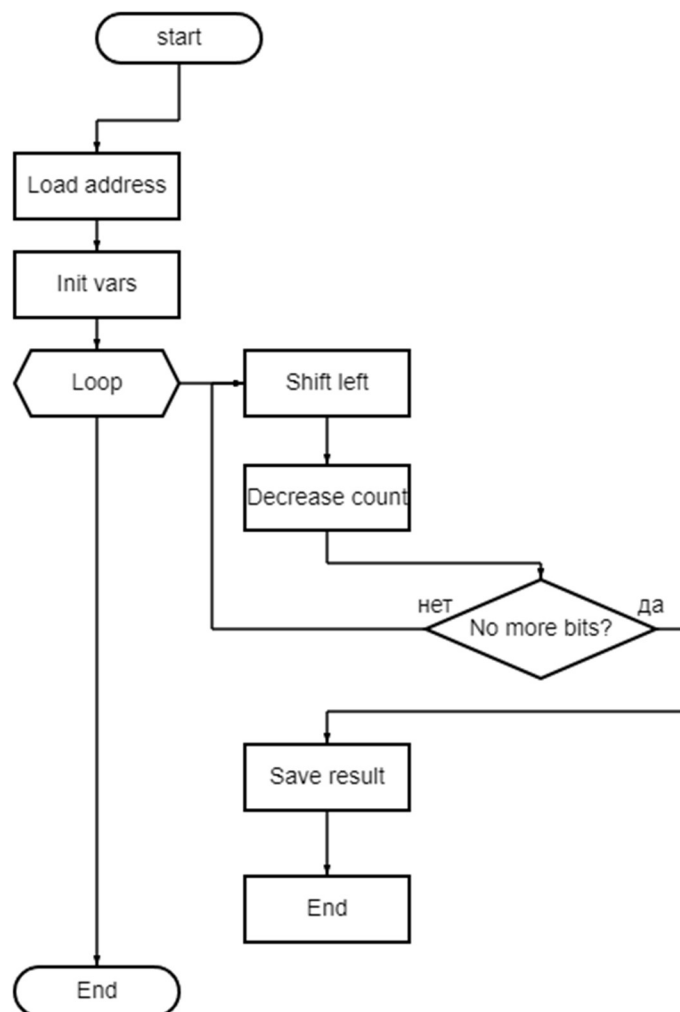 start
Load address
Init vars
Loop
Shift left
Decrease count
нет
да
No more bits?
Save result
End
End